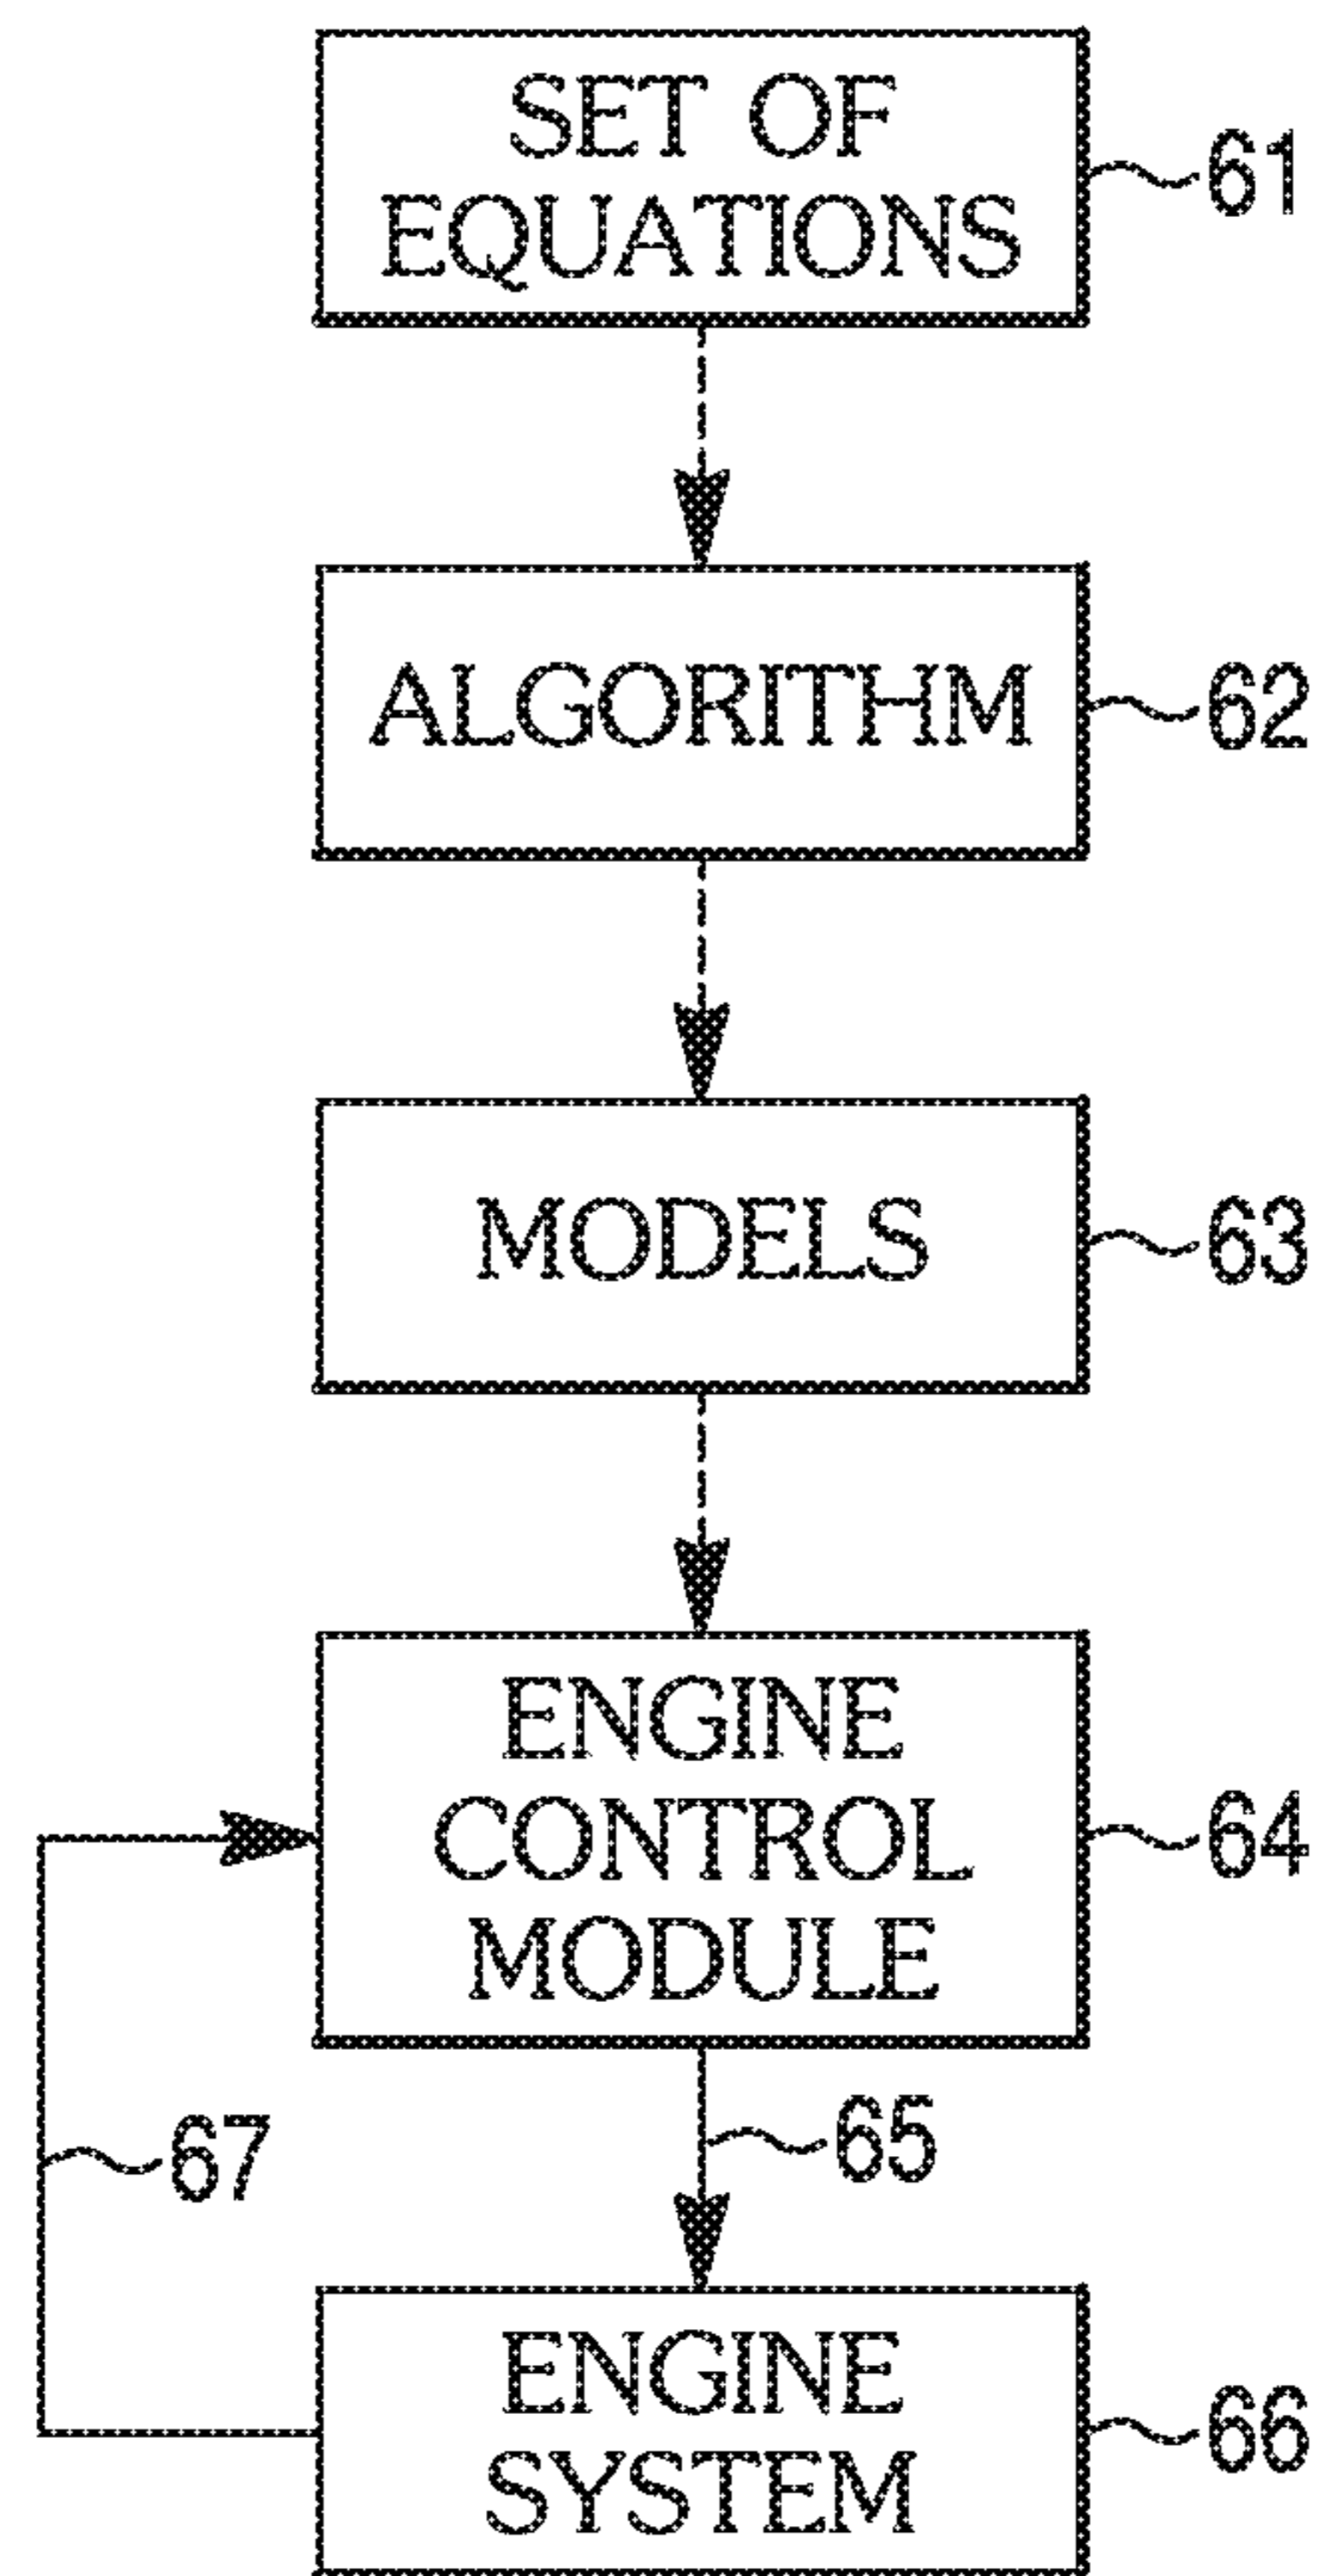 SET OF
EQUATIONS
61
ALGORITHM
62
MODELS
63
ENGINE
CONTROL
MODULE
64
65
67
ENGINE
SYSTEM
66